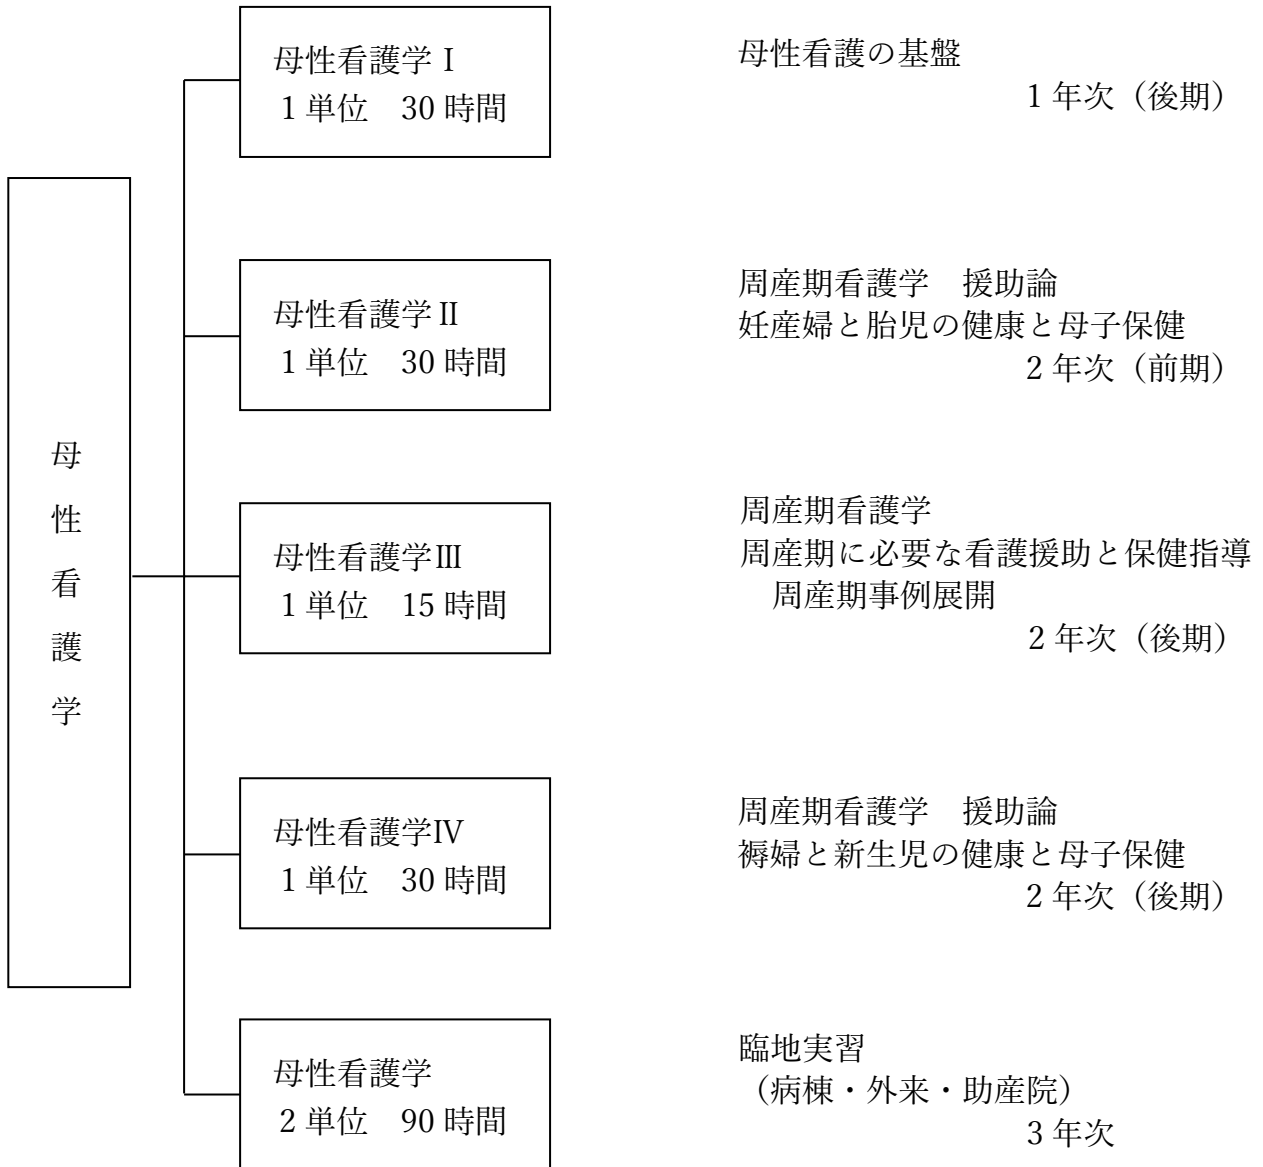 母性看護学
母性看護学Ⅰ
1単位　30時間
母性看護の基盤
1年次（後期）
母性看護学Ⅱ
1単位　30時間
周産期看護学　援助論
妊産婦と胎児の健康と母子保健
2年次（前期）
母性看護学Ⅲ
1単位　15時間
周産期看護学
周産期に必要な看護援助と保健指導
周産期事例展開
2年次（後期）
母性看護学Ⅳ
1単位　30時間
周産期看護学　援助論
褥婦と新生児の健康と母子保健
2年次（後期）
母性看護学
2単位　90時間
臨地実習
（病棟・外来・助産院）
3年次